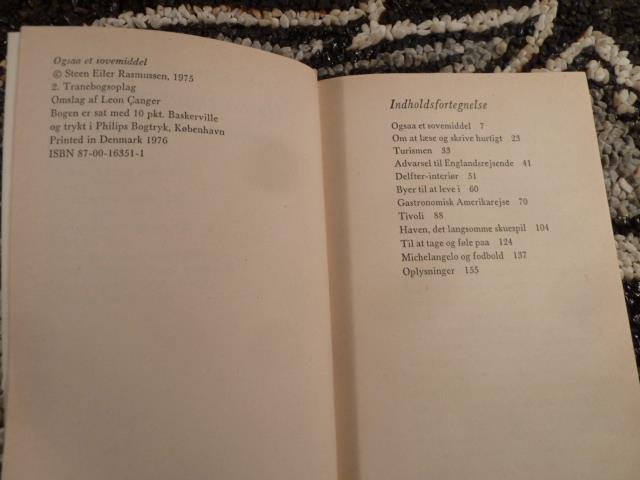 Ogsaa et sovemiddel
© Steen Eiler Rasmussen, 1975
2. Tranebogsoplag
Omslag af Leon Çanger
Bogen er sat med 10 pkt. Baskerville
og trykt i Philips Bogtryk, København
Printed in Denmark 1976
ISBN 87-00-16351-1
Indholdsfortegnelse
Ogsaa et sovemiddel 7
Om at læse og skrive hurtigt 23
Turismen 33
Advarsel til Englandsrejsende 41
Delfter-interiør 51
Byer til at leve i 60
Gastronomisk Amerikarejse 70
Tivoli 88
Haven, det langsomme skuespil 104
Til at tage og føle paa 124
Michelangelo og fodbold 137
Oplysninger 155